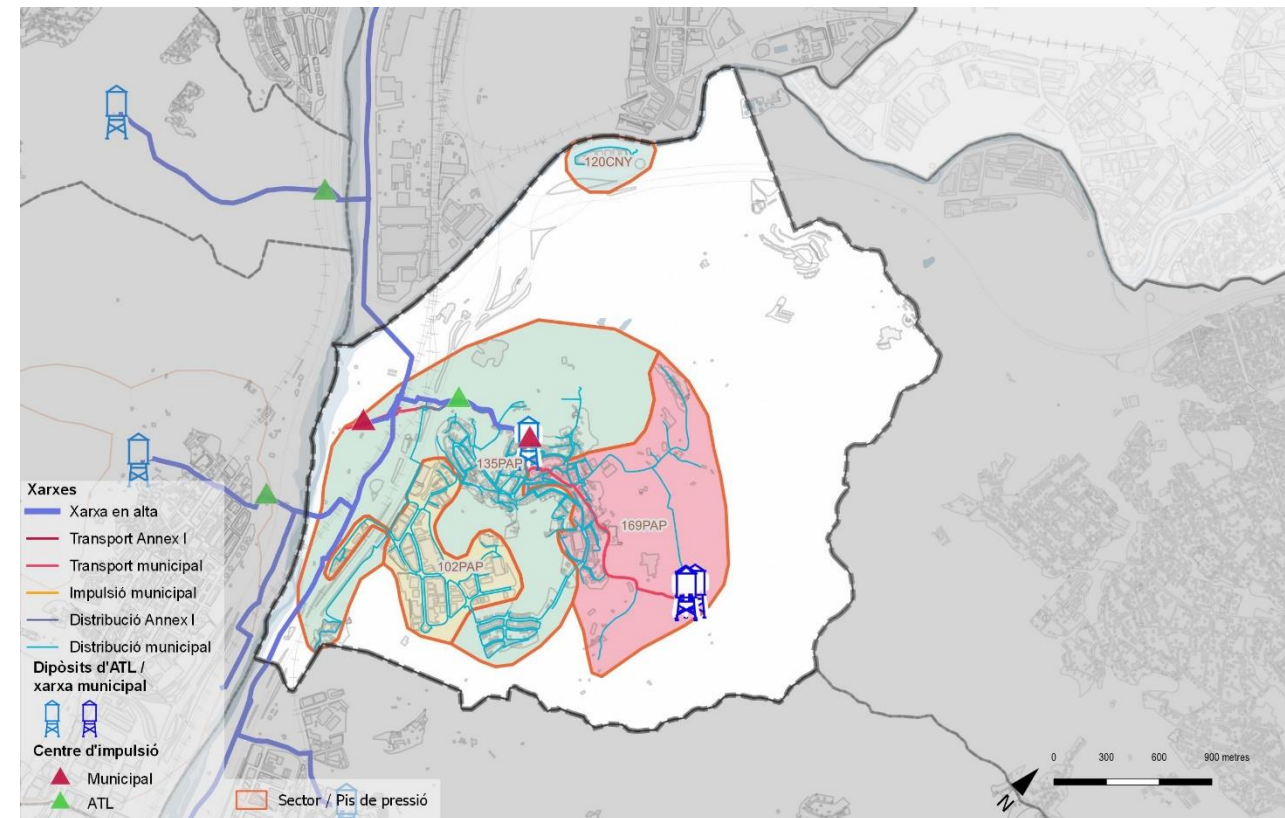 120CNY
135PAP
169PAP
102PAP
Xarxes
Xarxa en alta
Transport Annex I
Transport municipal
Impulsió municipal
Distribució Annex I
Distribució municipal
Dipòsits d'ATL /
xarxa municipal
Centre d'impulsió
Municipal
ATL
Sector / Pis de pressió
0 300 600 900 metres
N